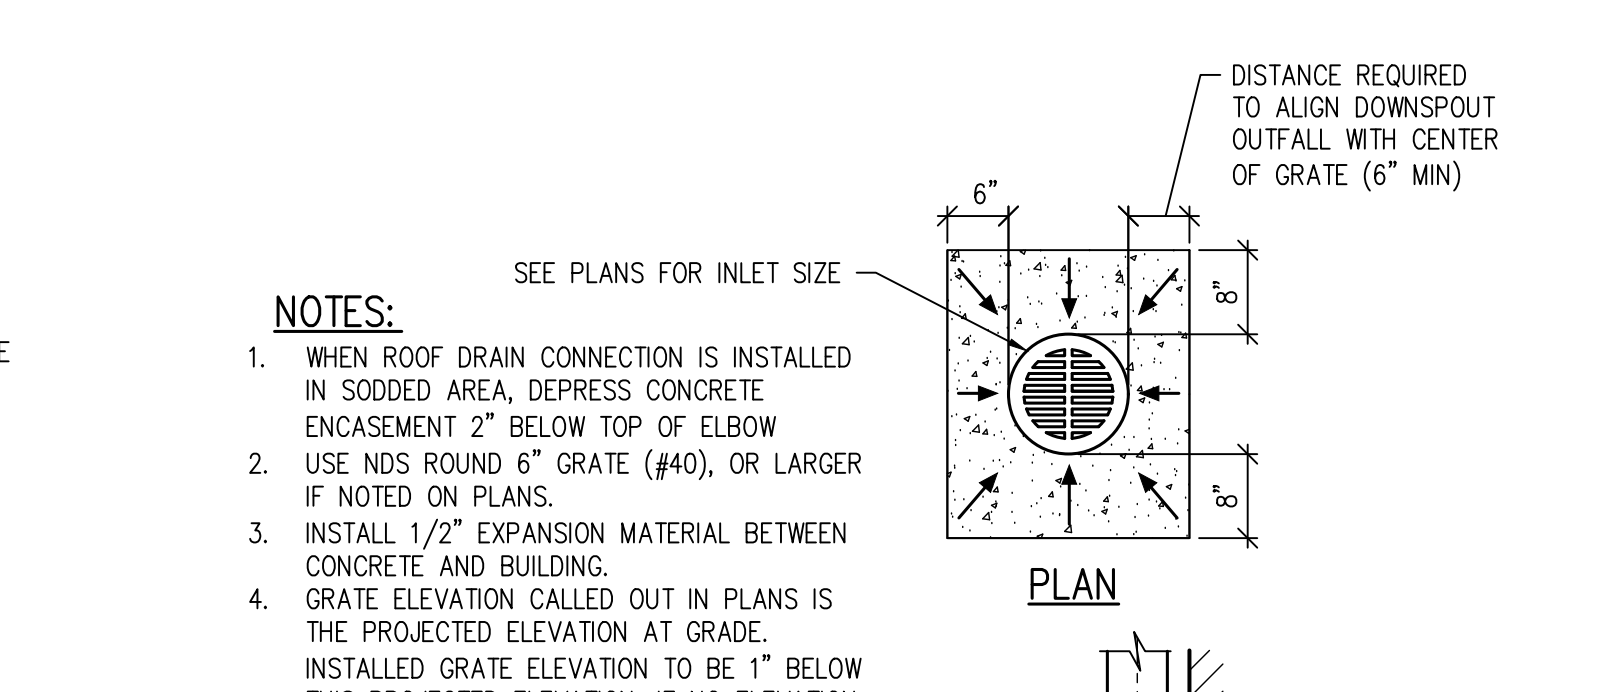 DISTANCE REQUIRED
TO ALIGN DOWNSPOUT
OUTFALL WITH CENTER
OF GRATE (6” MIN)
6”
SEE PLANS FOR INLET SIZE
8”
8”
PLAN
NOTES:
1. WHEN ROOF DRAIN CONNECTION IS INSTALLED
IN SODDED AREA, DEPRESS CONCRETE
ENCASEMENT 2” BELOW TOP OF ELBOW
2. USE NDS ROUND 6” GRATE (#40), OR LARGER
IF NOTED ON PLANS.
3. INSTALL 1/2” EXPANSION MATERIAL BETWEEN
CONCRETE AND BUILDING.
4. GRATE ELEVATION CALLED OUT IN PLANS IS
THE PROJECTED ELEVATION AT GRADE.
INSTALLED GRATE ELEVATION TO BE 1” BELOW